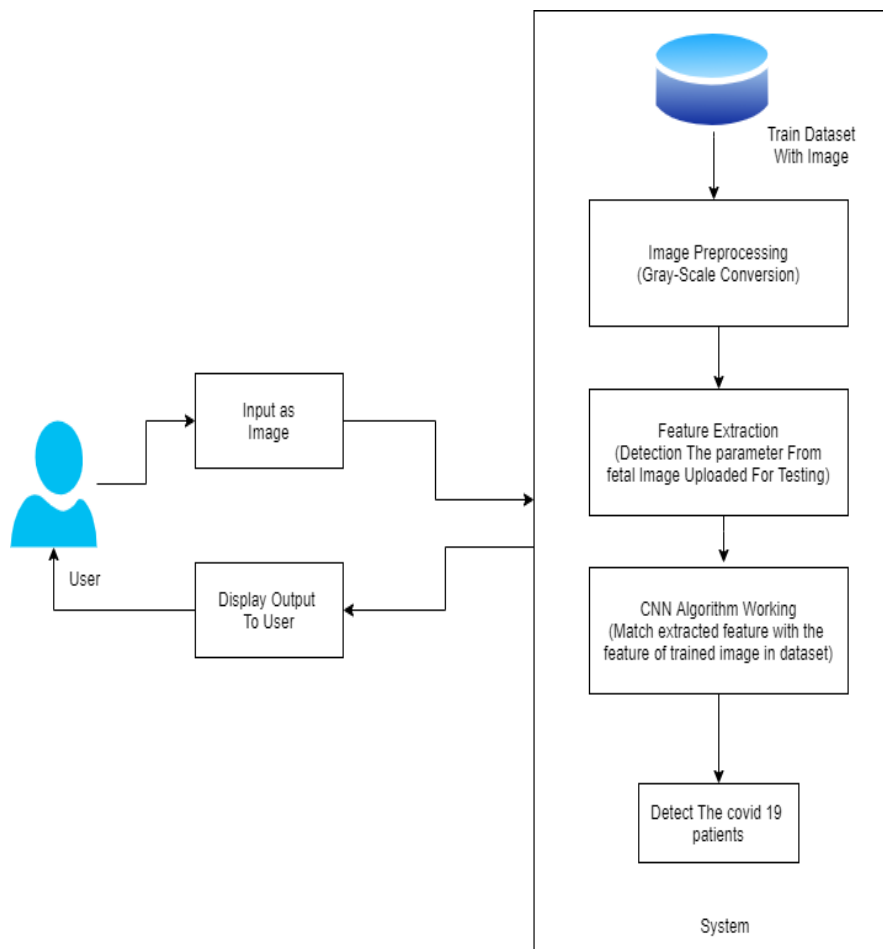 Train Dataset
With Image
Image Preprocessing
(Gray-Scale Conversion)
Input as
Image
Feature Extraction
(Detection The parameter From
fetal Image Uploaded For Testing)
User
Display Output
To User
CNN Algorithm Working
(Match extracted feature with the
feature of trained image in dataset)
Detect The covid 19
patients
System